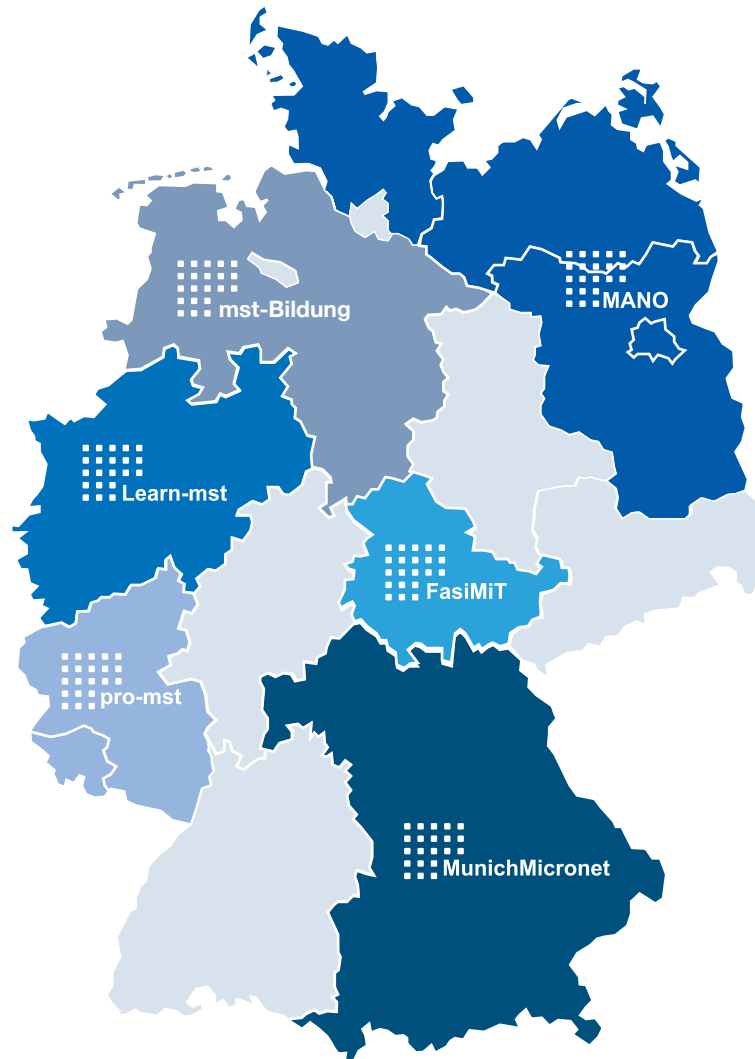 MANO
mst-Bildung
Learn-mst
FasiMiT
pro-mst
MunichMicronet